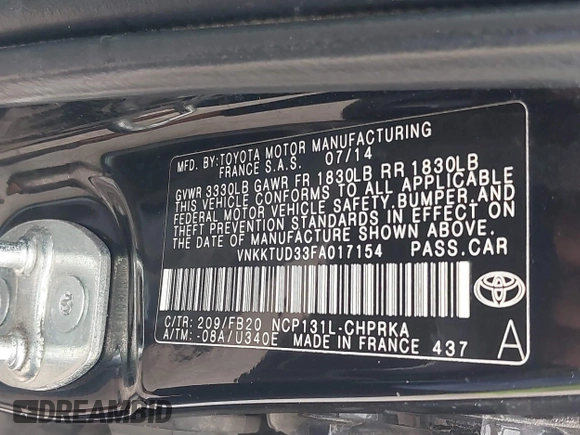 MFD. BY:TOYOTA MOTOR MANUFACTURING
FRANCE S.A.S. 07/14
GVWR 3330LB GAWR FR 1830LB RR 1830LB
THIS VEHICLE CONFORMS TO ALL APPLICABLE
FEDERAL MOTOR VEHICLE SAFETY,BUMPER,AND
THEFT PREVENTION STANDARDS IN EFFECT ON
THE DATE OF MANUFACTURE SHOWN ABOVE.
VNKKTUD33FA017154 PASS.CAR
C/TR: 209/FB20 NCP131L-CHPRKA
A/TM: -08A/U340E MADE IN FRANCE 437
A
DREAMBID